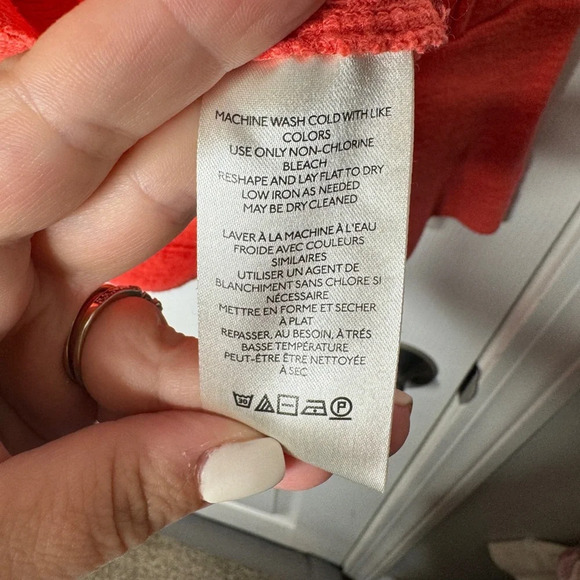 MACHINE WASH COLD WITH LIKE
COLORS
USE ONLY NON-CHLORINE
BLEACH
RESHAPE AND LAY FLAT TO DRY
LOW IRON AS NEEDED
MAY BE DRY CLEANED
LAVER À LA MACHINE À L'EAU
FROIDE AVEC COULEURS
SIMILAIRES
UTILISER UN AGENT DE
BLANCHIMENT SANS CHLORE SI
NÉCESSAIRE
METTRE EN FORME ET SECHER
À PLAT
REPASSER, AU BESOIN, À TRÉS
BASSE TEMPÉRATURE
PEUT-ÊTRE ÊTRE NETTOYÉE
À SEC
30 P